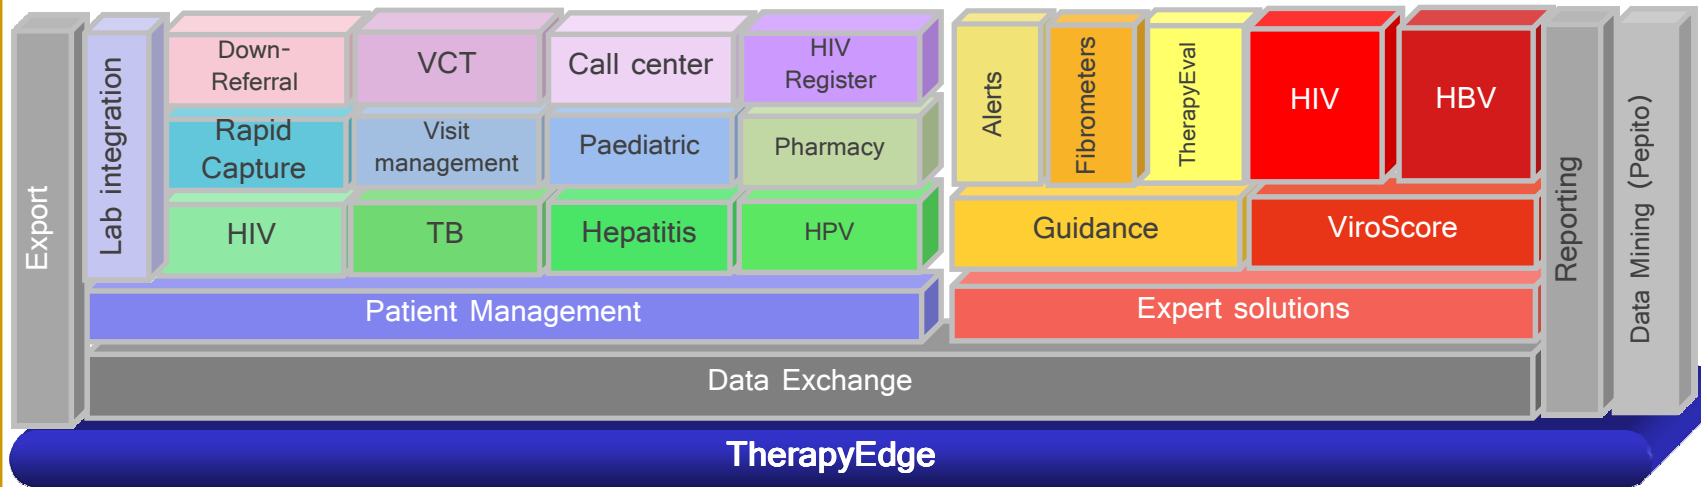 Export
Lab integration
Down-
Referral
VCT
Call center
HIV
Register
Rapid
Capture
Visit
management
Paediatric
Pharmacy
HIV
TB
Hepatitis
HPV
Patient Management
Alerts
Fibrometers
TherapyEval
HIV
HBV
Guidance
ViroScore
Expert solutions
Reporting
Data Mining (Pepito)
Data Exchange
TherapyEdge